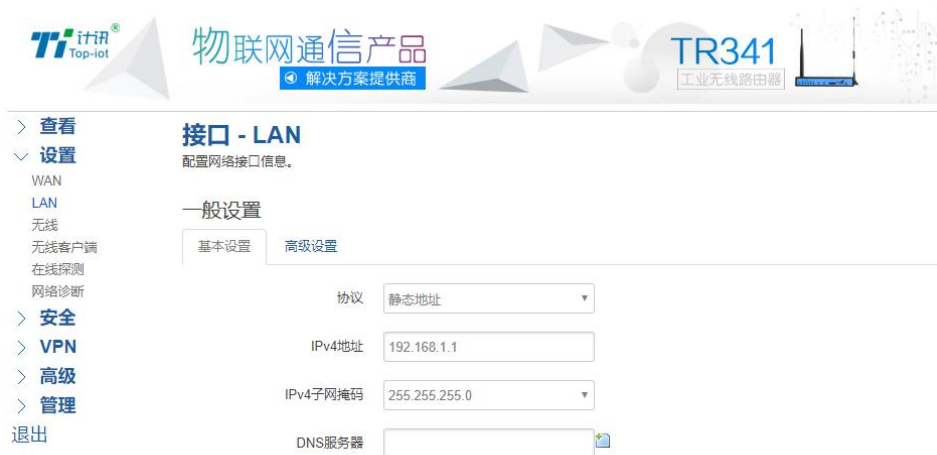 计讯®
Top-iot
物联网通信产品
解决方案提供商
TR341
工业无线路由器
查看
设置
WAN
LAN
无线
无线客户端
在线探测
网络诊断
安全
VPN
高级
管理
退出
接口 - LAN
配置网络接口信息。
一般设置
基本设置 高级设置
协议 静态地址
IPv4地址 192.168.1.1
IPv4子网掩码 255.255.255.0
DNS服务器